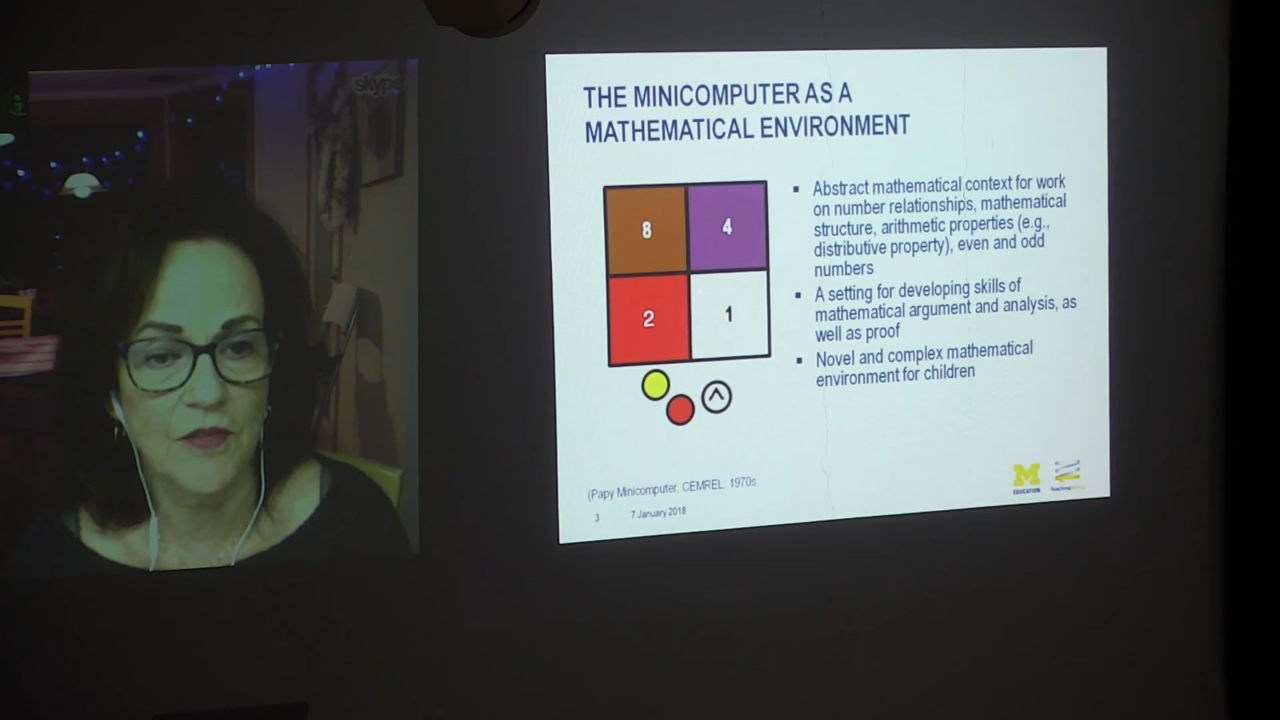 skype
THE MINICOMPUTER AS A
MATHEMATICAL ENVIRONMENT
8
4
2
1
▪ Abstract mathematical context for work
on number relationships, mathematical
structure, arithmetic properties (e.g.,
distributive property), even and odd
numbers
▪ A setting for developing skills of
mathematical argument and analysis, as
well as proof
▪ Novel and complex mathematical
environment for children
^
(Papy Minicomputer, CEMREL, 1970s
3
7 January 2018
M
EDUCATION